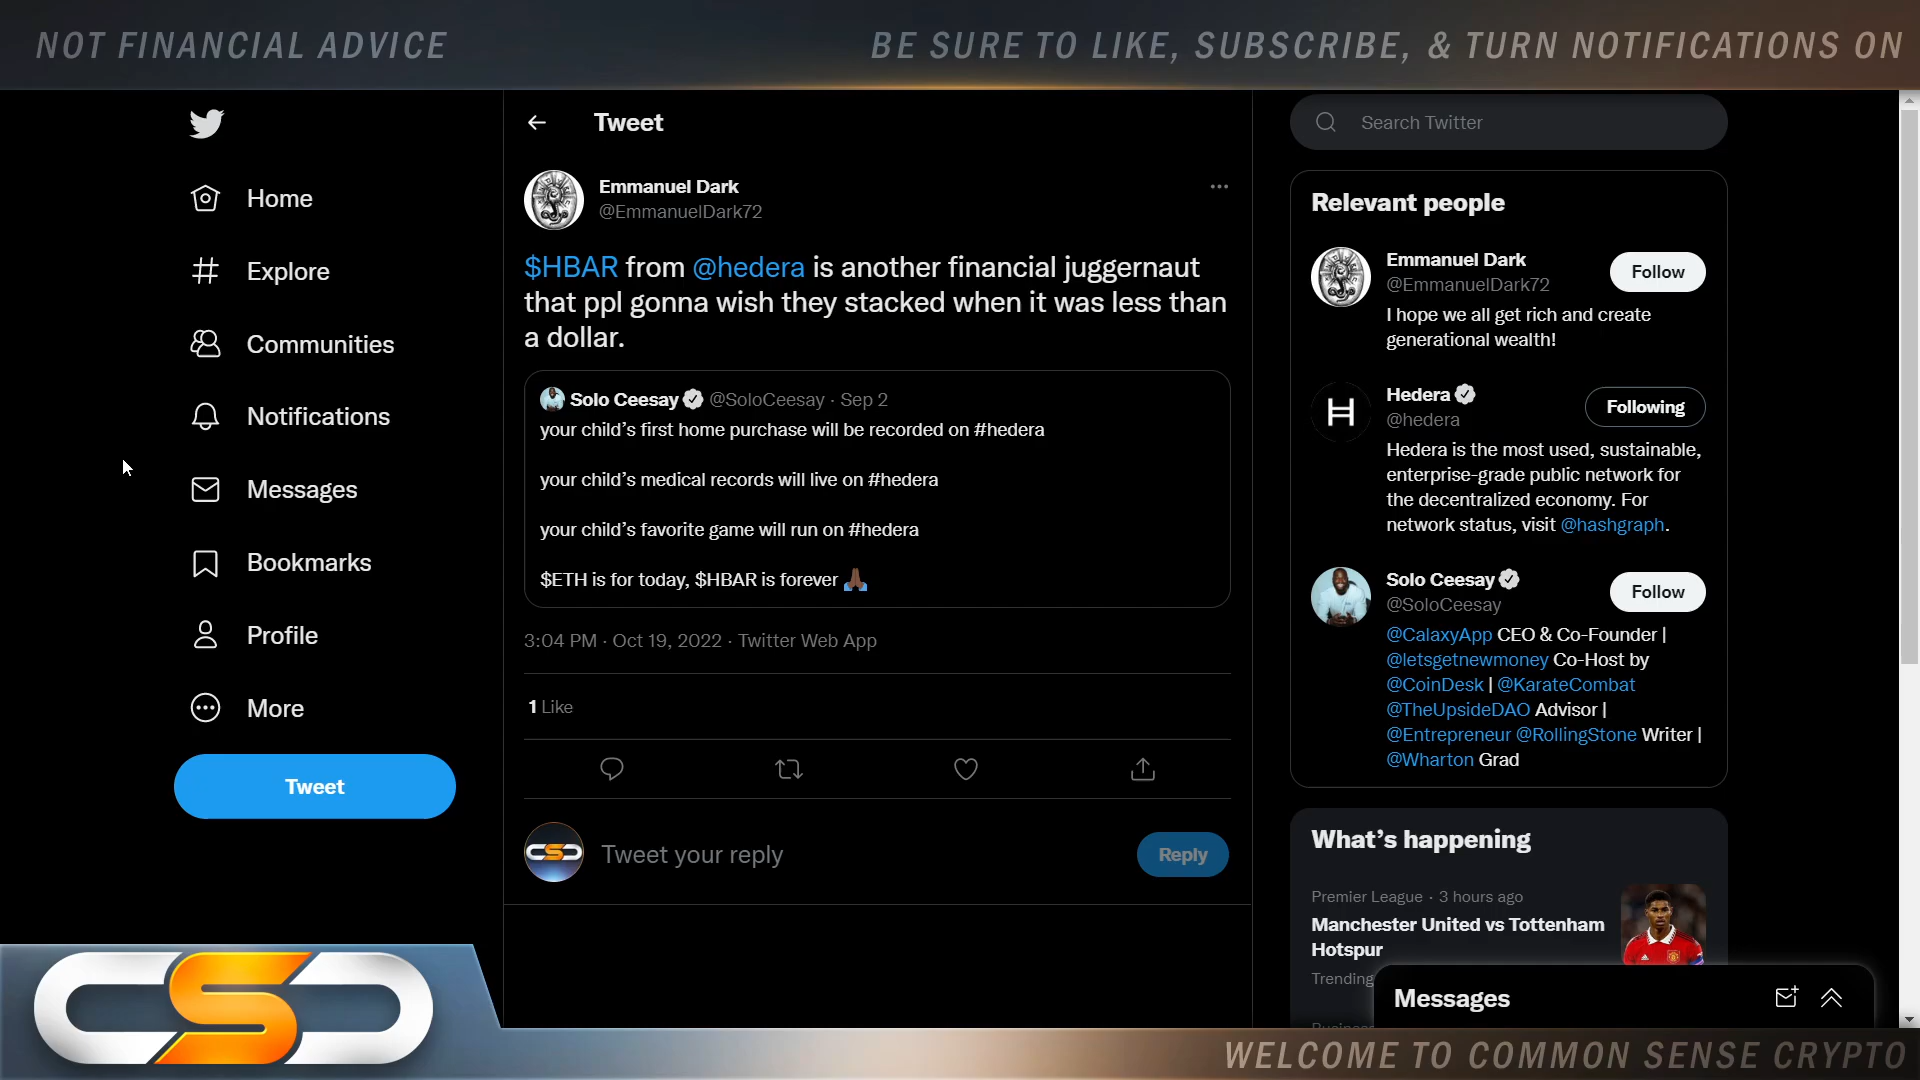 NOT FINANCIAL ADVICE
BE SURE TO LIKE, SUBSCRIBE, & TURN NOTIFICATIONS ON
Home
Explore
Communities
Notifications
Messages
Bookmarks
Profile
More
Tweet
Tweet
Emmanuel Dark
@EmmanuelDark72
$HBAR from @hedera is another financial juggernaut
that ppl gonna wish they stacked when it was less than
a dollar.
Solo Ceesay @SoloCeesay · Sep 2
your child’s first home purchase will be recorded on #hedera
your child’s medical records will live on #hedera
your child’s favorite game will run on #hedera
$ETH is for today, $HBAR is forever 🙏🏾
3:04 PM · Oct 19, 2022 · Twitter Web App
1 Like
Tweet your reply
Reply
Search Twitter
Relevant people
Emmanuel Dark
@EmmanuelDark72
Follow
I hope we all get rich and create
generational wealth!
Hedera
@hedera
Following
Hedera is the most used, sustainable,
enterprise-grade public network for
the decentralized economy. For
network status, visit @hashgraph.
Solo Ceesay
@SoloCeesay
Follow
@CalaxyApp CEO & Co-Founder |
@letsgetnewmoney Co-Host by
@CoinDesk | @KarateCombat
@TheUpsideDAO Advisor |
@Entrepreneur @RollingStone Writer |
@Wharton Grad
What’s happening
Premier League · 3 hours ago
Manchester United vs Tottenham
Hotspur
Trending
Messages
CSC
WELCOME TO COMMON SENSE CRYPTO